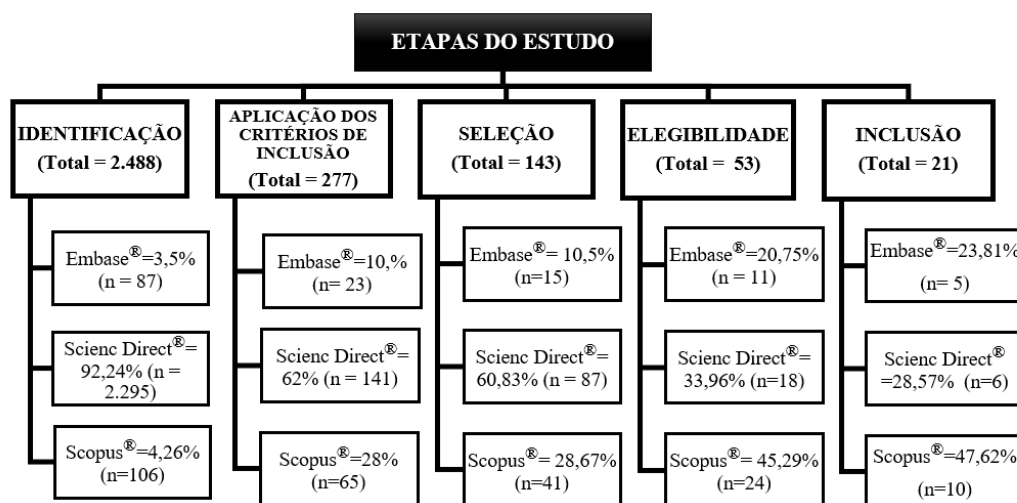 ETAPAS DO ESTUDO
IDENTIFICAÇÃO
(Total = 2.488)
Embase®=3,5%
(n = 87)
Scienc Direct®=
92,24% (n =
2.295)
Scopus®=4,26%
(n=106)
APLICAÇÃO DOS
CRITÉRIOS DE
INCLUSÃO
(Total = 277)
Embase®=10,%
(n= 23)
Scienc Direct®=
62% (n = 141)
Scopus®=28%
(n=65)
SELEÇÃO
(Total = 143)
Embase®= 10,5%
(n=15)
Scienc Direct®=
60,83% (n = 87)
Scopus®= 28,67%
(n=41)
ELEGIBILIDADE
(Total = 53)
Embase®=20,75%
(n = 11)
Scienc Direct®=
33,96% (n=18)
Scopus®= 45,29%
(n=24)
INCLUSÃO
(Total = 21)
Embase®=23,81%
(n= 5)
Scienc Direct®
=28,57% (n=6)
Scopus®=47,62%
(n=10)